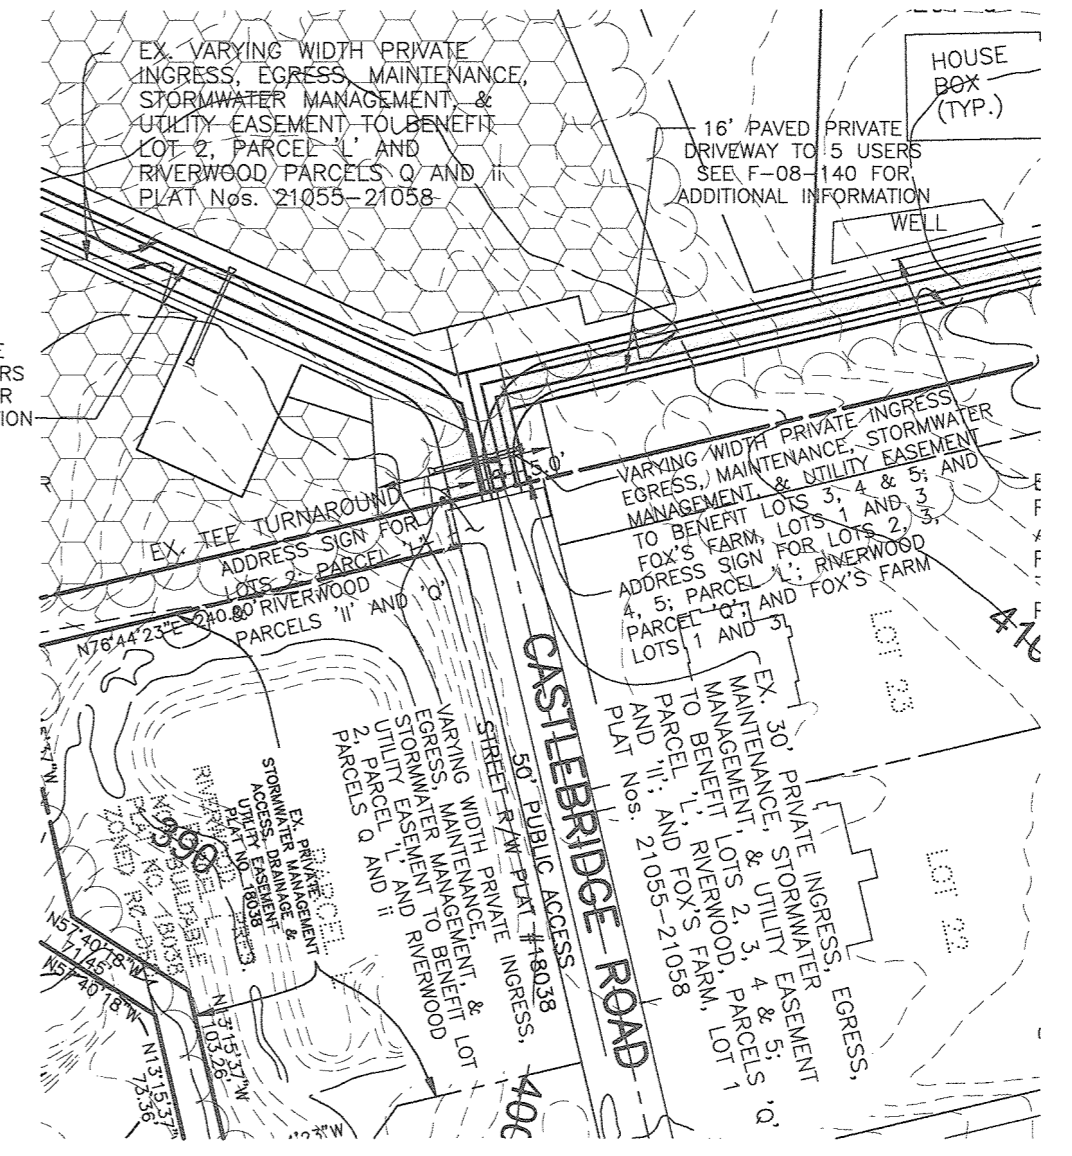 EX. VARYING WIDTH PRIVATE
INGRESS, EGRESS, MAINTENANCE,
STORMWATER MANAGEMENT, &
UTILITY EASEMENT TO BENEFIT
LOT 2, PARCEL 'L' AND
RIVERWOOD PARCELS Q AND ii
PLAT Nos. 21055-21058
HOUSE
BOX
(TYP.)
16' PAVED PRIVATE
DRIVEWAY TO 5 USERS
SEE F-08-140 FOR
ADDITIONAL INFORMATION
WELL
VARYING WIDTH PRIVATE INGRESS
EGRESS, MAINTENANCE, STORMWATER
MANAGEMENT, & UTILITY EASEMENT
TO BENEFIT LOTS 3, 4 & 5; AND
FOX'S FARM, LOTS 1 AND 3
ADDRESS SIGN FOR LOTS 2, 3,
4, 5; PARCEL 'L'; RIVERWOOD
PARCEL 'Q'; AND FOX'S FARM
LOTS 1 AND 3
EX. TEE TURNAROUND
ADDRESS SIGN FOR
LOTS 2; PARCEL 'L'
& RIVERWOOD
PARCELS 'II' AND 'Q'
N76°44'23"E 240.00'
410
LOT 23
LOT 22
CASTLEBRIDGE ROAD
50' PUBLIC ACCESS
STREET R/W PLAT #18038
VARYING WIDTH PRIVATE INGRESS,
EGRESS, MAINTENANCE, &
STORMWATER MANAGEMENT &
UTILITY EASEMENT TO BENEFIT LOT
2, PARCEL 'L', AND RIVERWOOD
PARCELS Q AND ii
EX. 30' PRIVATE INGRESS, EGRESS,
MAINTENANCE, STORMWATER
MANAGEMENT, & UTILITY EASEMENT
TO BENEFIT LOTS 2, 3, 4 & 5;
PARCEL 'L', RIVERWOOD, PARCELS 'Q'
AND 'II'; AND FOX'S FARM, LOT 1
PLAT Nos. 21055-21058
EX. PRIVATE
STORMWATER MANAGEMENT
ACCESS, DRAINAGE &
UTILITY EASEMENT
PLAT NO. 18038
390
400
N57°40'18"W
71.45'
N57°40'18"W
N13°15'37"W
103.26'
N13°15'37"
73.36'